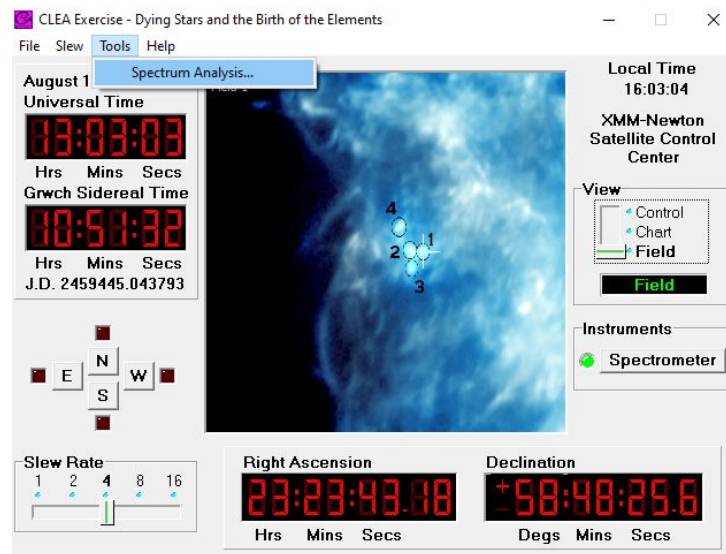 CLEA Exercise - Dying Stars and the Birth of the Elements
File Slew Tools Help
Spectrum Analysis...
August 1
Universal Time
13:03:03
Hrs Mins Secs
Grwch Sidereal Time
10:51:32
Hrs Mins Secs
J.D. 2459445.043793
4
1
2
3
Local Time
16:03:04
XMM-Newton
Satellite Control
Center
View
Control
Chart
Field
Field
Instruments
Spectrometer
N
E W
S
Slew Rate
1 2 4 8 16
Right Ascension
23:23:43.18
Hrs Mins Secs
Declination
+58:48:25.6
Degs Mins Secs